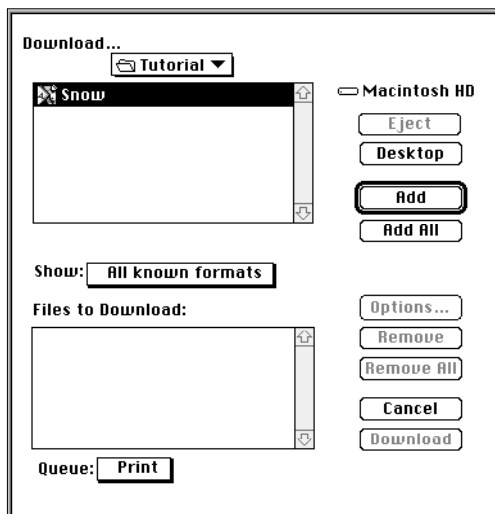 Download...
Tutorial
Snow
Macintosh HD
Eject
Desktop
Add
Add All
Show: All known formats
Files to Download:
Options...
Remove
Remove All
Cancel
Download
Queue: Print